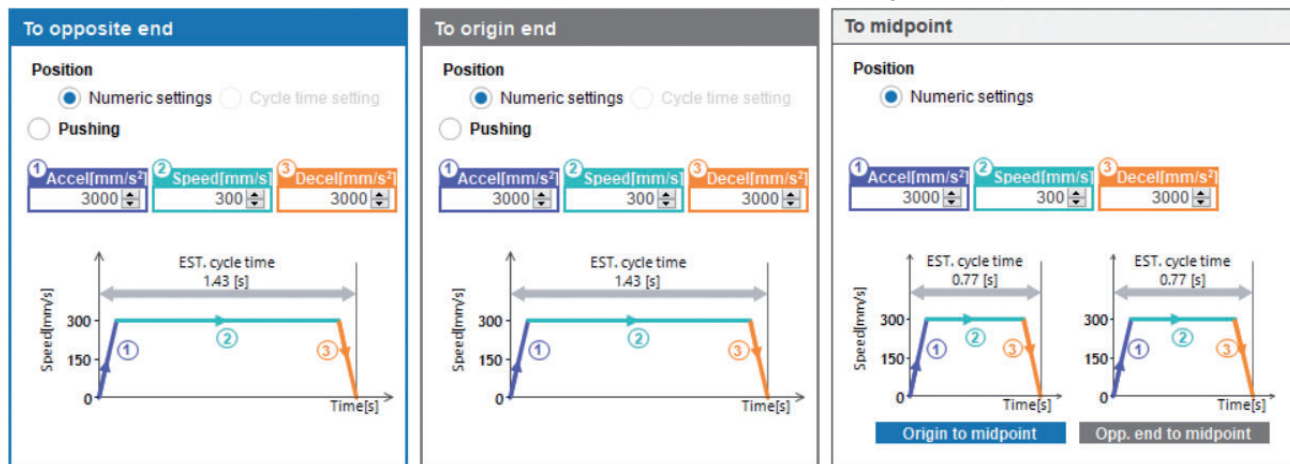 To opposite end
Position
Numeric settings Cycle time setting
Pushing
1 Accel[mm/s²] 2 Speed[mm/s] 3 Decel[mm/s²]
3000 300 3000
EST. cycle time
1.43 [s]
Speed[mm/s]
300
150
0
1 2 3
Time[s]
To origin end
Position
Numeric settings Cycle time setting
Pushing
1 Accel[mm/s²] 2 Speed[mm/s] 3 Decel[mm/s²]
3000 300 3000
EST. cycle time
1.43 [s]
Speed[mm/s]
300
150
0
1 2 3
Time[s]
To midpoint
Position
Numeric settings
1 Accel[mm/s²] 2 Speed[mm/s] 3 Decel[mm/s²]
3000 300 3000
EST. cycle time
0.77 [s]
Speed[mm/s]
300
150
0
1 2 3
Time[s]
Origin to midpoint
EST. cycle time
0.77 [s]
300
150
0
1 2 3
Time[s]
Opp. end to midpoint